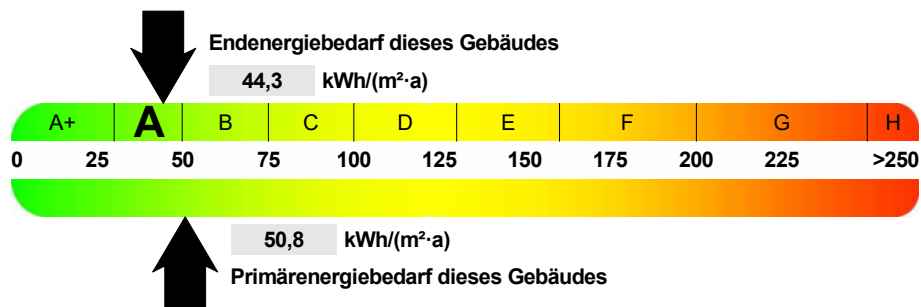 Endenergiebedarf dieses Gebäudes
44,3 kWh/(m²·a)
A+ A B C D E F G H
0 25 50 75 100 125 150 175 200 225 >250
50,8 kWh/(m²·a)
Primärenergiebedarf dieses Gebäudes